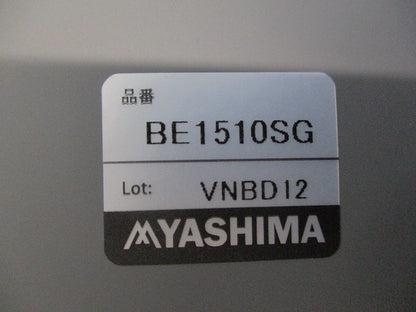 品番
BE1510SG
Lot: VNBD12
YASHIMA